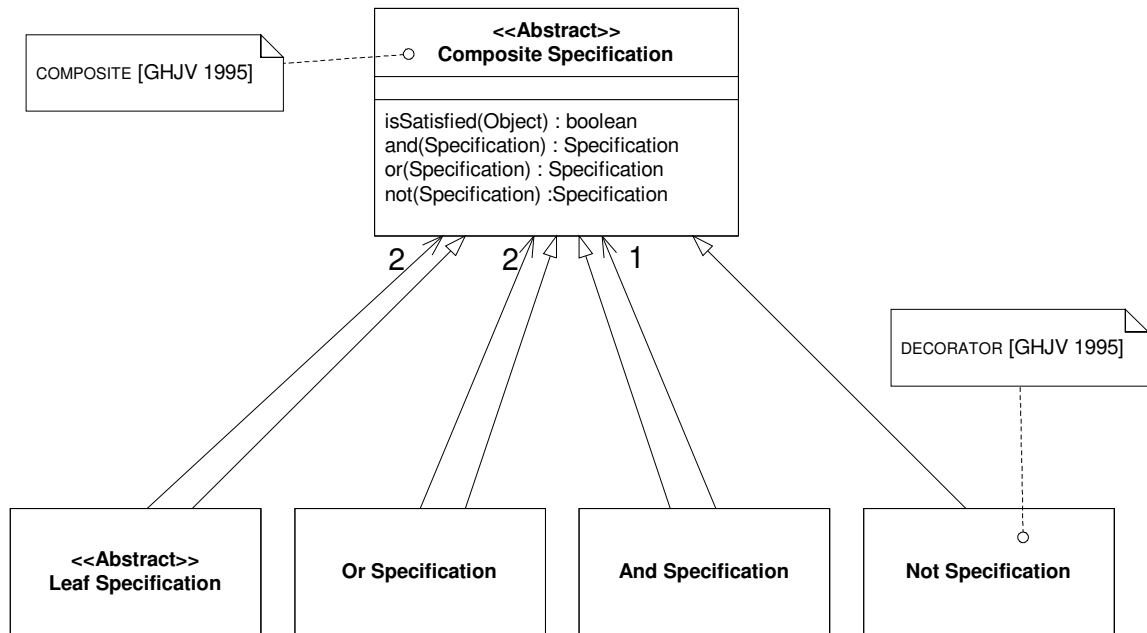 <<Abstract>>
Composite Specification
COMPOSITE [GHJV 1995]
isSatisfied(Object) : boolean
and(Specification) : Specification
or(Specification) : Specification
not(Specification) :Specification
2
2
1
DECORATOR [GHJV 1995]
<<Abstract>>
Leaf Specification
Or Specification
And Specification
Not Specification